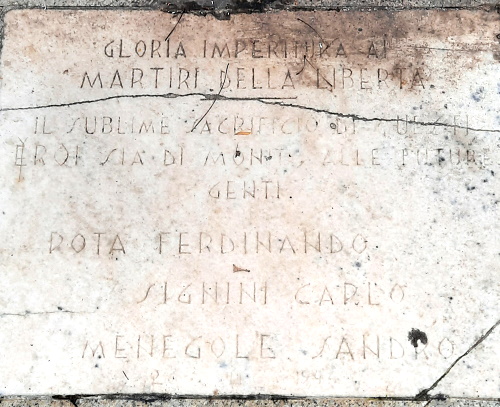 GLORIA IMPERITURA AI
MARTIRI DELLA LIBERTA
IL SUBLIME SACRIFICIO DI QUESTI
EROI SIA DI MONITO ALLE FUTURE
GENTI.
ROTA FERDINANDO
SIGNINI CARLO
MENEGOLE SANDRO